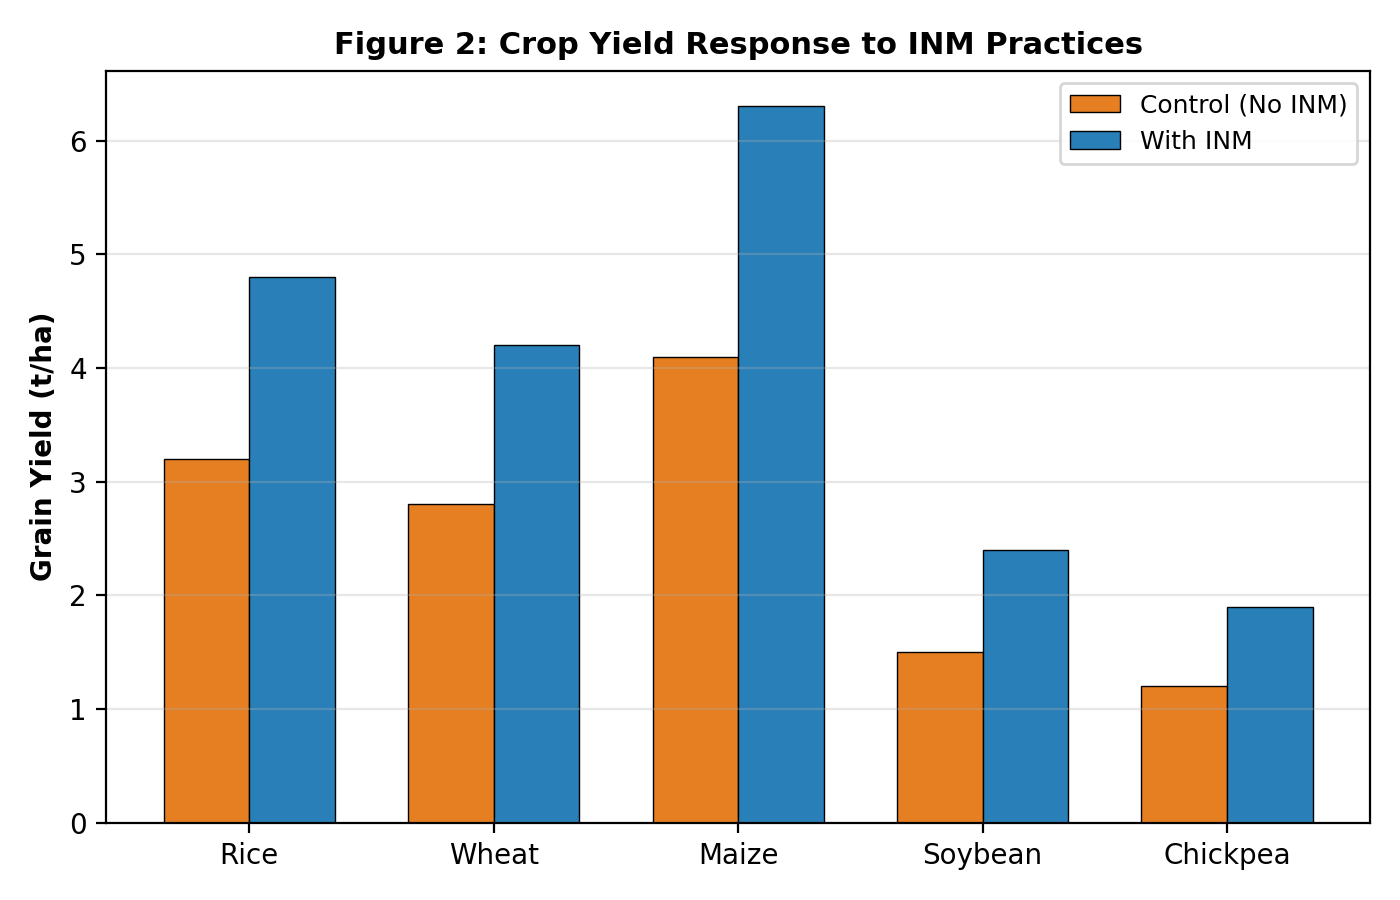 Figure 2: Crop Yield Response to INM Practices
Control (No INM)
With INM
Grain Yield (t/ha)
6
5
4
3
2
1
0
Rice Wheat Maize Soybean Chickpea